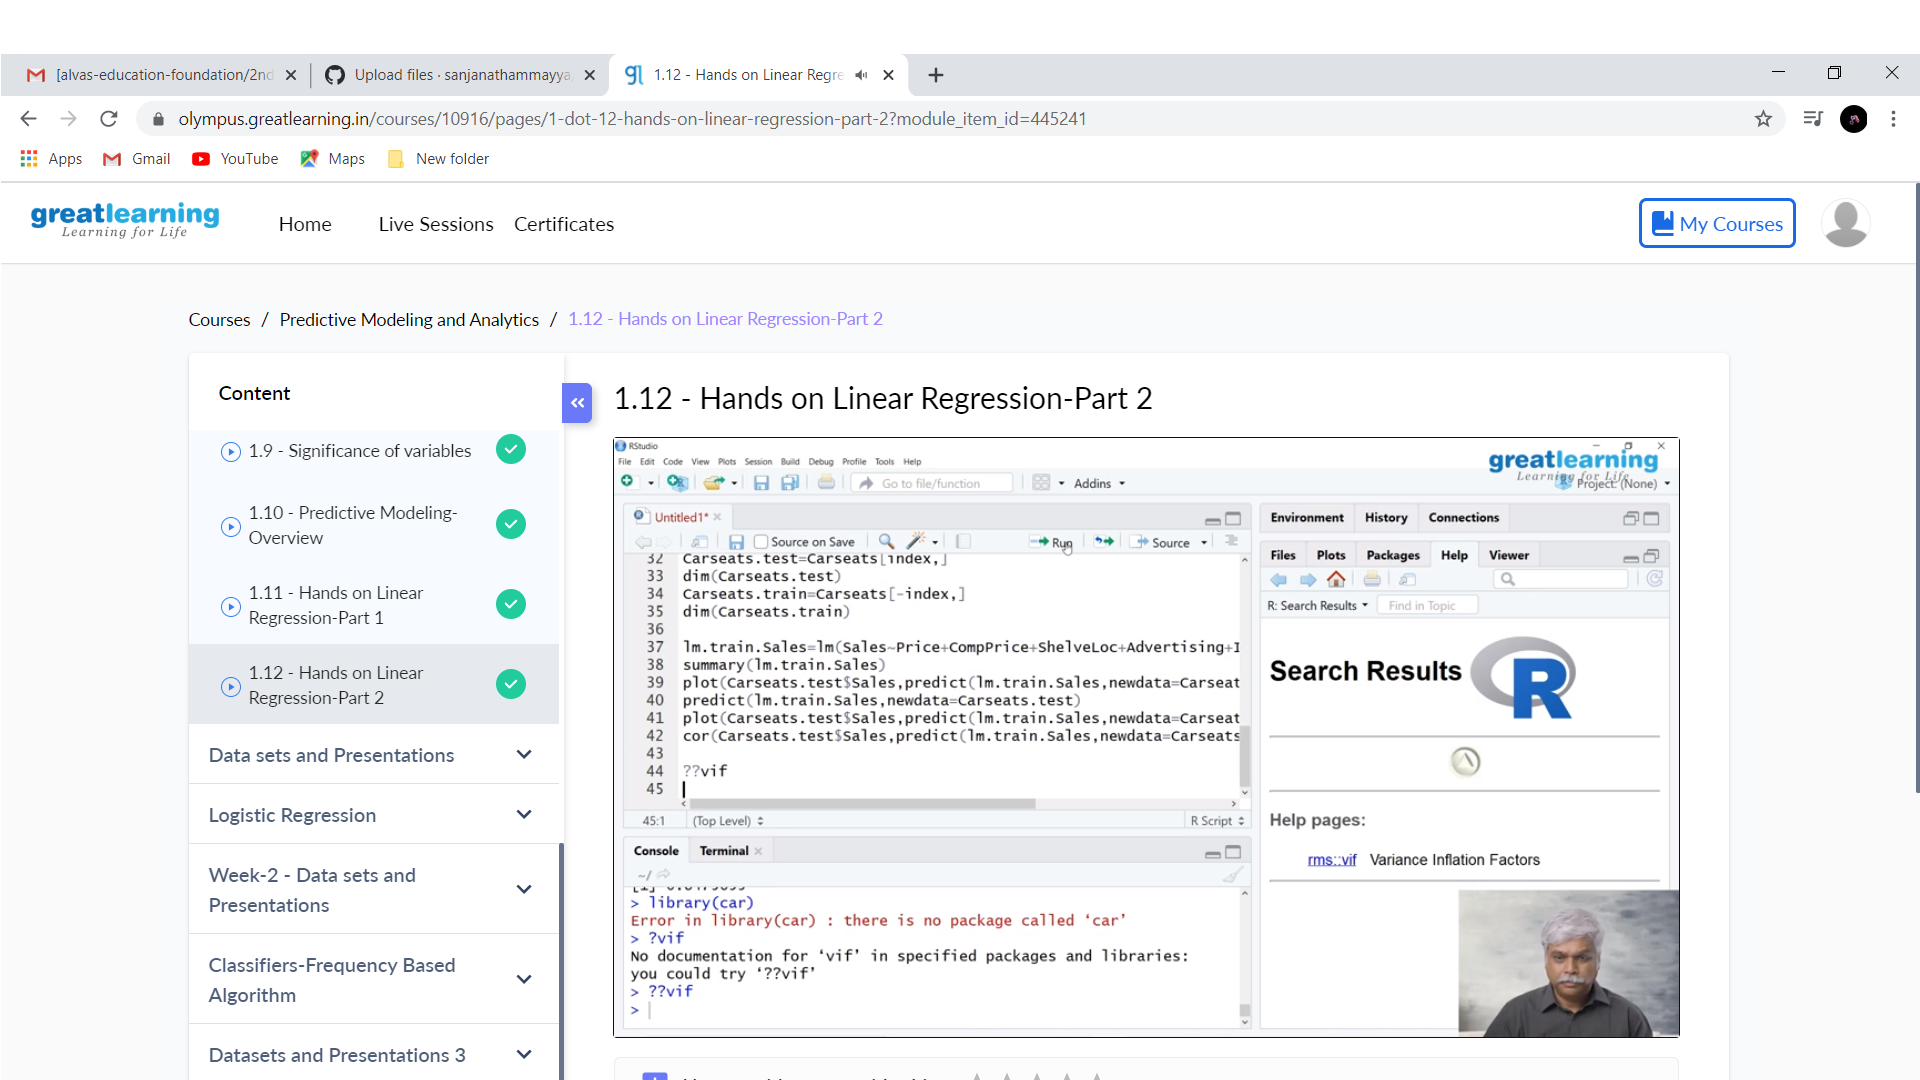 [alvas-education-foundation/2nd
Upload files · sanjanathammayya
1.12 - Hands on Linear Regre
olympus.greatlearning.in/courses/10916/pages/1-dot-12-hands-on-linear-regression-part-2?module_item_id=445241
Apps
Gmail
YouTube
Maps
New folder
greatlearning
Learning for Life
Home
Live Sessions
Certificates
My Courses
Courses / Predictive Modeling and Analytics / 1.12 - Hands on Linear Regression-Part 2
Content
1.9 - Significance of variables
1.10 - Predictive Modeling-
Overview
1.11 - Hands on Linear
Regression-Part 1
1.12 - Hands on Linear
Regression-Part 2
Data sets and Presentations
Logistic Regression
Week-2 - Data sets and
Presentations
Classifiers-Frequency Based
Algorithm
Datasets and Presentations 3
1.12 - Hands on Linear Regression-Part 2
RStudio
File Edit Code View Plots Session Build Debug Profile Tools Help
Go to file/function
Addins
greatlearning
Learning for Life
Project: (None)
Untitled1*
Source on Save
Run
Source
32 Carseats.test=Carseats[index,]
33 dim(Carseats.test)
34 Carseats.train=Carseats[-index,]
35 dim(Carseats.train)
36
37 lm.train.Sales=lm(Sales~Price+CompPrice+ShelveLoc+Advertising+I
38 summary(lm.train.Sales)
39 plot(Carseats.test$Sales,predict(lm.train.Sales,newdata=Carseat
40 predict(lm.train.Sales,newdata=Carseats.test)
41 plot(Carseats.test$Sales,predict(lm.train.Sales,newdata=Carseat
42 cor(Carseats.test$Sales,predict(lm.train.Sales,newdata=Carseats
43
44 ??vif
45
45:1
(Top Level)
R Script
Console
Terminal
~/
> library(car)
Error in library(car) : there is no package called ‘car’
> ?vif
No documentation for ‘vif’ in specified packages and libraries:
you could try ‘??vif’
> ??vif
>
Environment
History
Connections
Files
Plots
Packages
Help
Viewer
R: Search Results
Find in Topic
Search Results
R
Help pages:
rms::vif Variance Inflation Factors